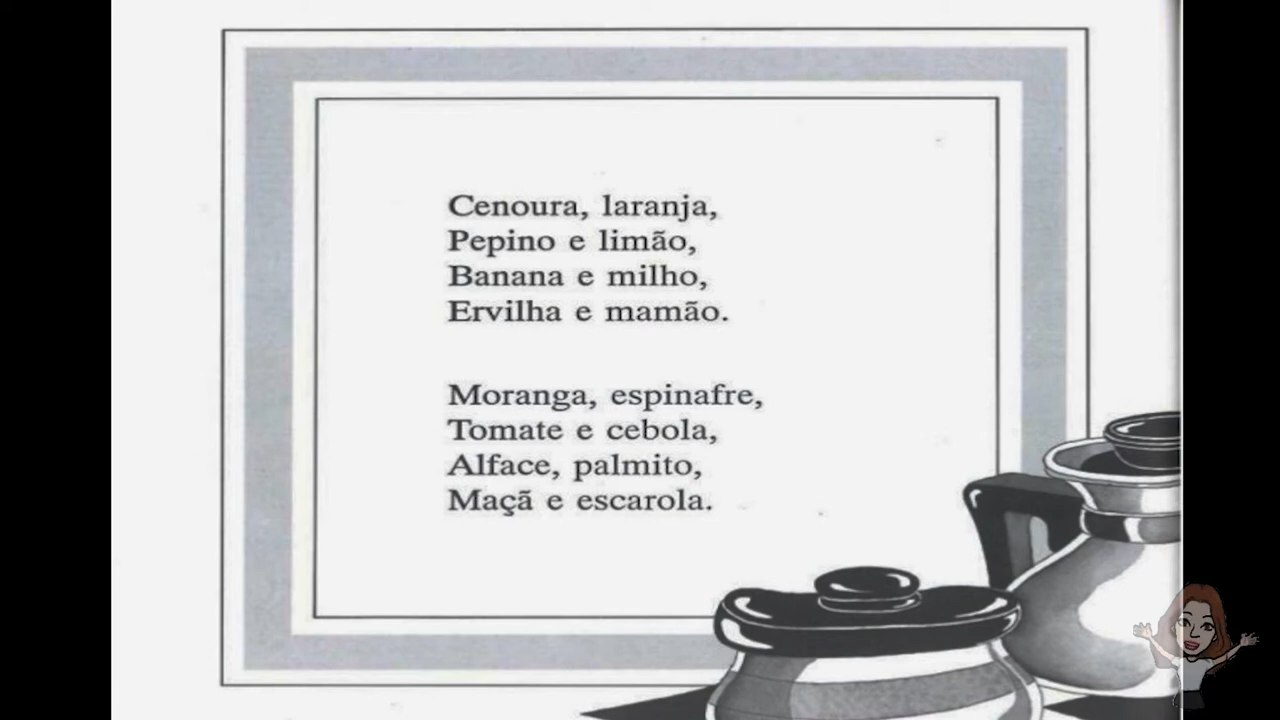 Cenoura, laranja,
Pepino e limão,
Banana e milho,
Ervilha e mamão.
Moranga, espinafre,
Tomate e cebola,
Alface, palmito,
Maçã e escarola.